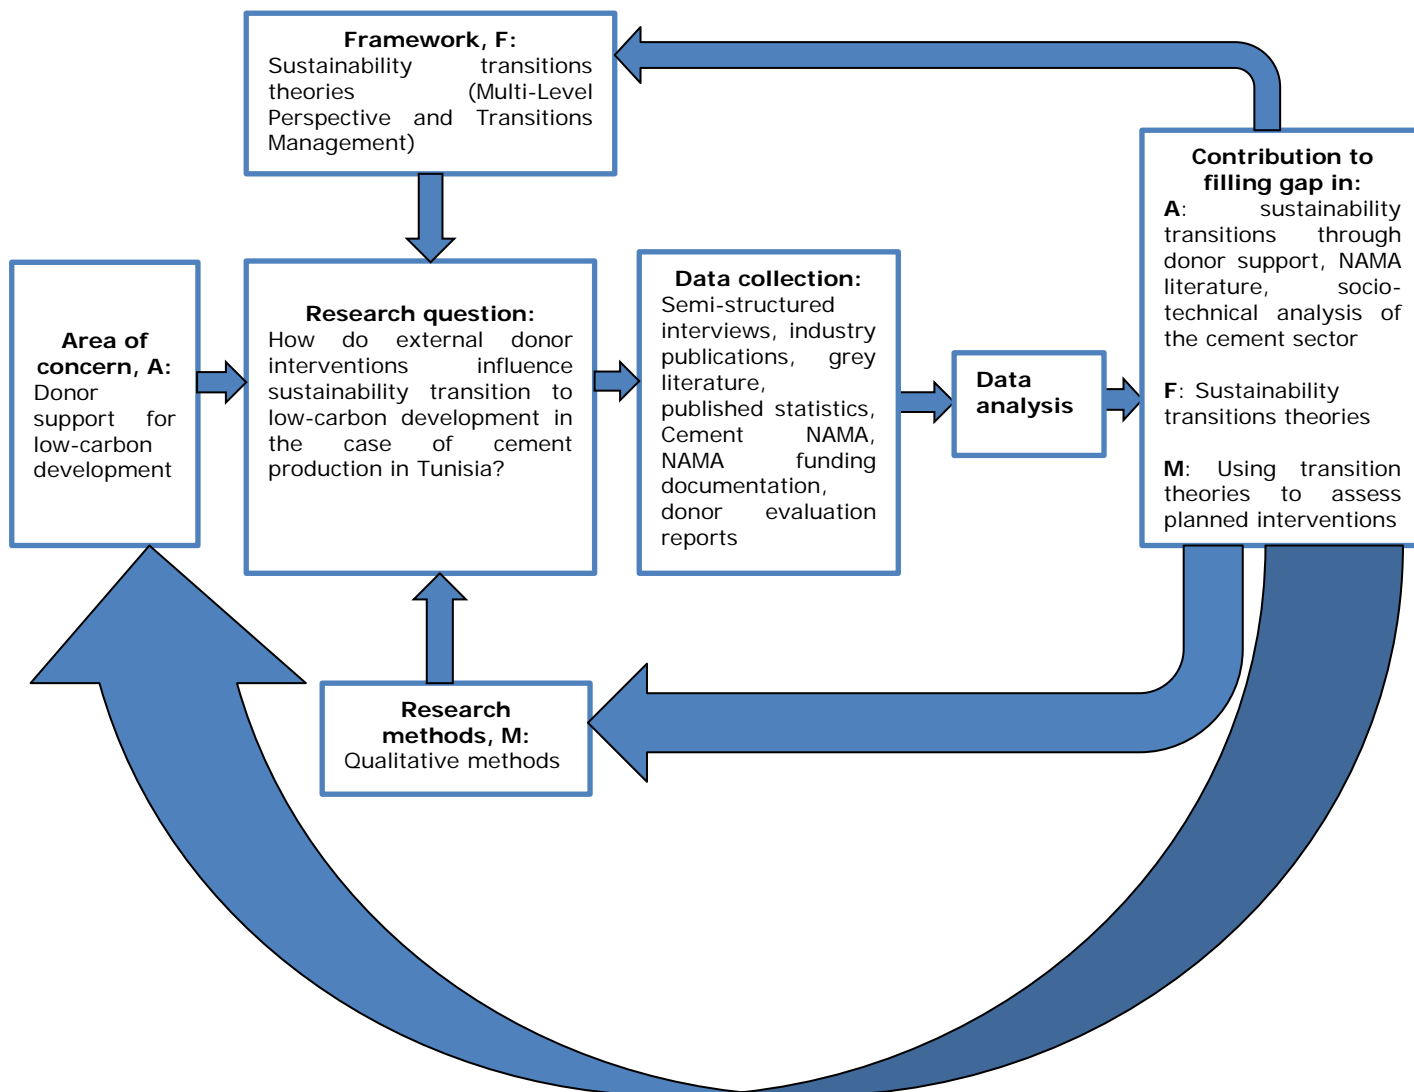 Framework, F:
Sustainability transitions
theories (Multi-Level
Perspective and Transitions
Management)
Area of
concern, A:
Donor
support for
low-carbon
development
Research question:
How do external donor
interventions influence
sustainability transition to
low-carbon development in
the case of cement
production in Tunisia?
Data collection:
Semi-structured
interviews, industry
publications, grey
literature,
published statistics,
Cement NAMA,
NAMA funding
documentation,
donor evaluation
reports
Data
analysis
Contribution to
filling gap in:
A: sustainability
transitions through
donor support, NAMA
literature, socio-
technical analysis of
the cement sector
F: Sustainability
transitions theories
M: Using transition
theories to assess
planned interventions
Research
methods, M:
Qualitative methods